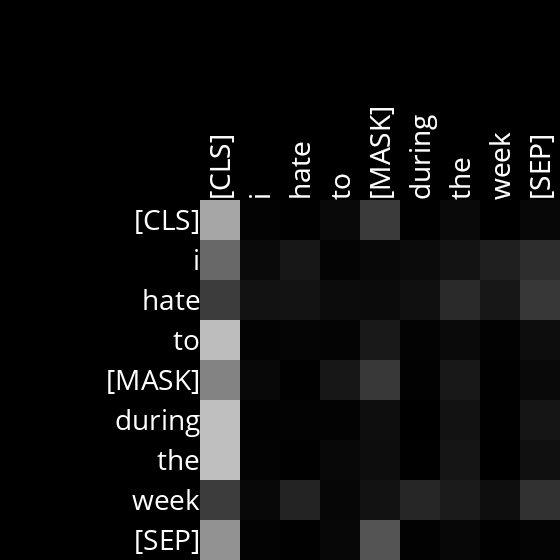 [CLS] i hate to [MASK] during the week [SEP]
[CLS]
i
hate
to
[MASK]
during
the
week
[SEP]